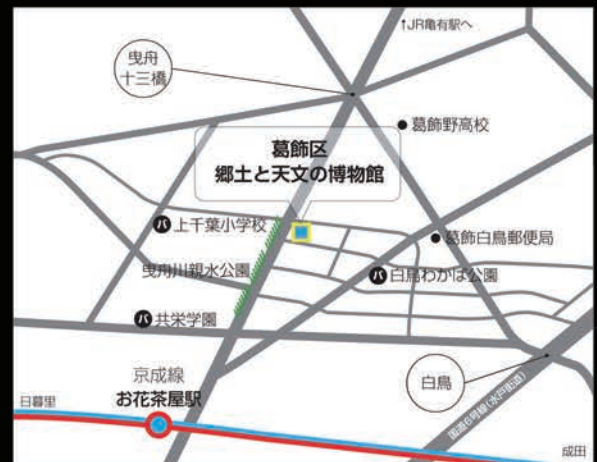 ↑JR亀有駅へ
曳舟
十三橋
葛飾野高校
葛飾区
郷土と天文の博物館
バ 上千葉小学校
葛飾白鳥郵便局
曳舟川親水公園
バ 白鳥わかば公園
バ 共栄学園
京成線
お花茶屋駅
白鳥
日暮里
国道6号線(水戸街道)
成田